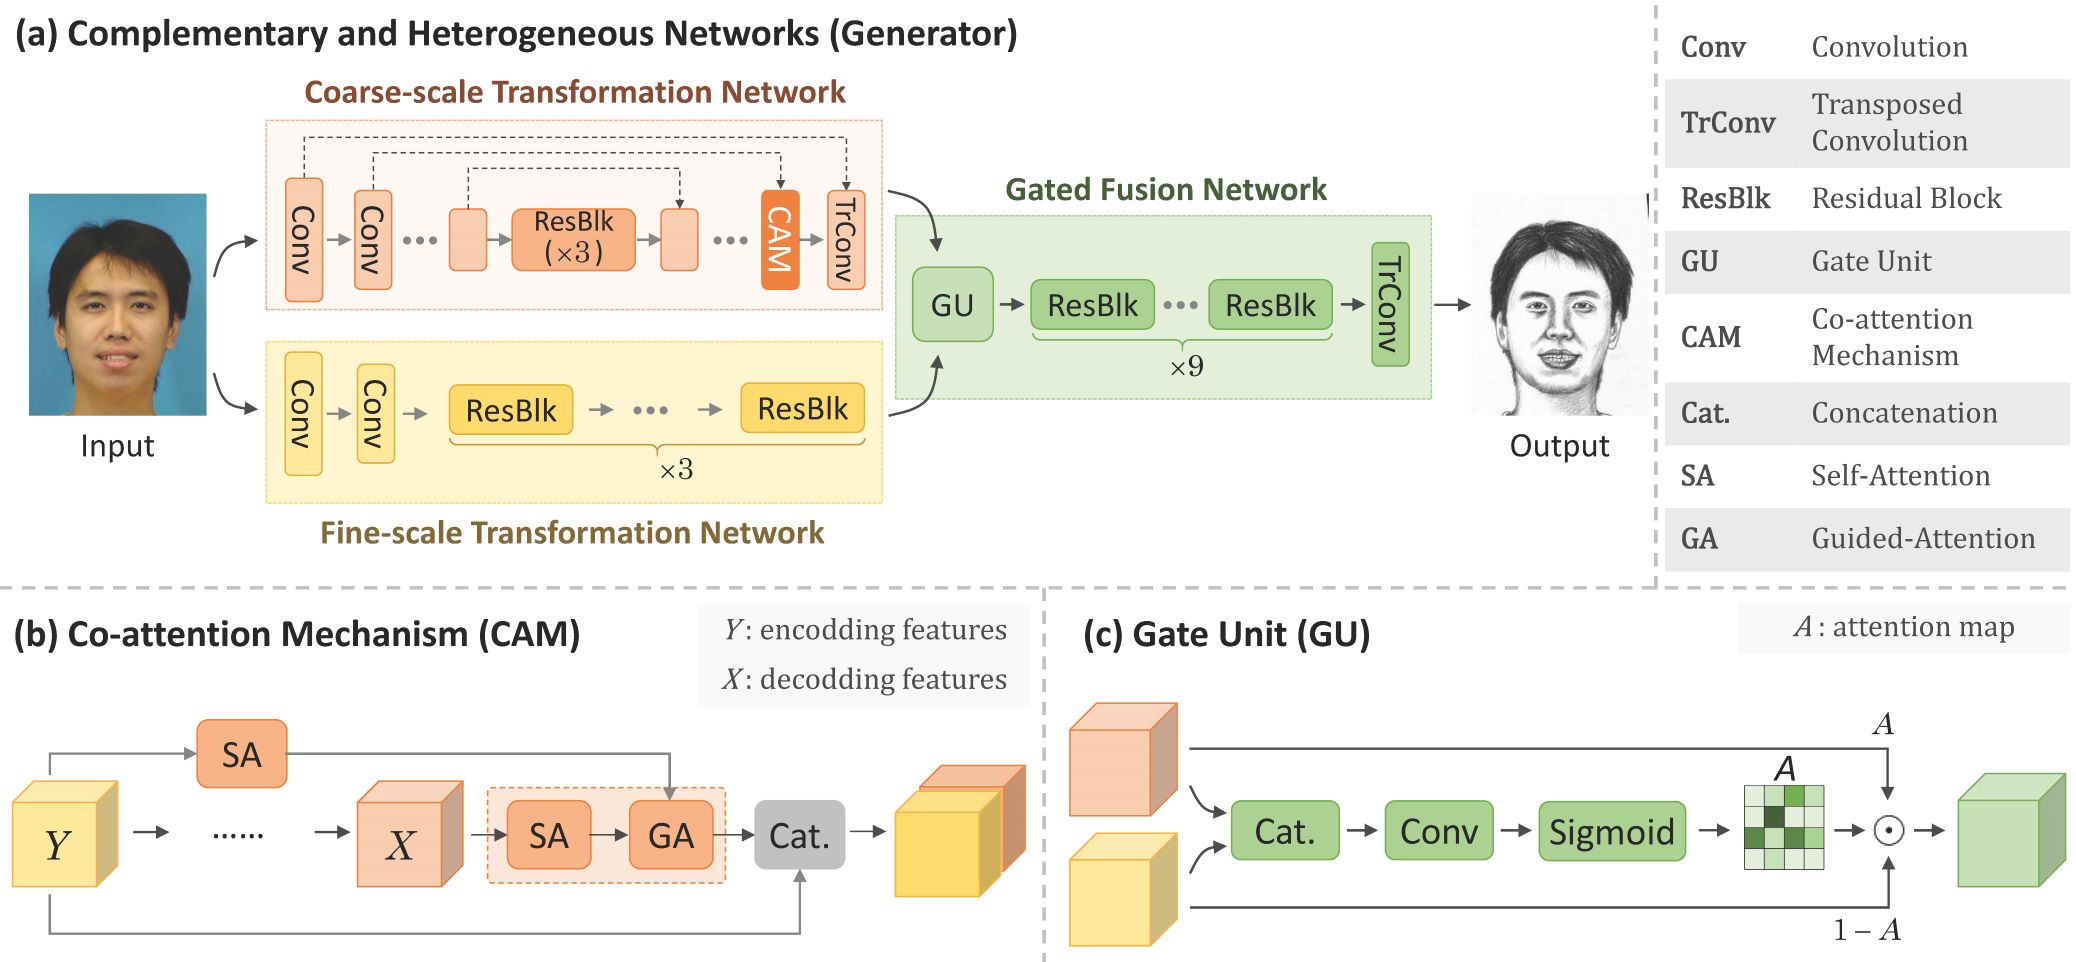 (a) Complementary and Heterogeneous Networks (Generator)
Coarse-scale Transformation Network
Conv
Conv
ResBlk
(×3)
CAM
TrConv
Input
Conv
Conv
ResBlk
ResBlk
×3
Fine-scale Transformation Network
Gated Fusion Network
GU
ResBlk
ResBlk
×9
TrConv
Output
Conv Convolution
TrConv Transposed
Convolution
ResBlk Residual Block
GU Gate Unit
CAM Co-attention
Mechanism
Cat. Concatenation
SA Self-Attention
GA Guided-Attention
(b) Co-attention Mechanism (CAM)
Y: encodding features
X: decodding features
SA
Y
......
X
SA
GA
Cat.
(c) Gate Unit (GU)
A: attention map
A
A
Cat.
Conv
Sigmoid
1 – A